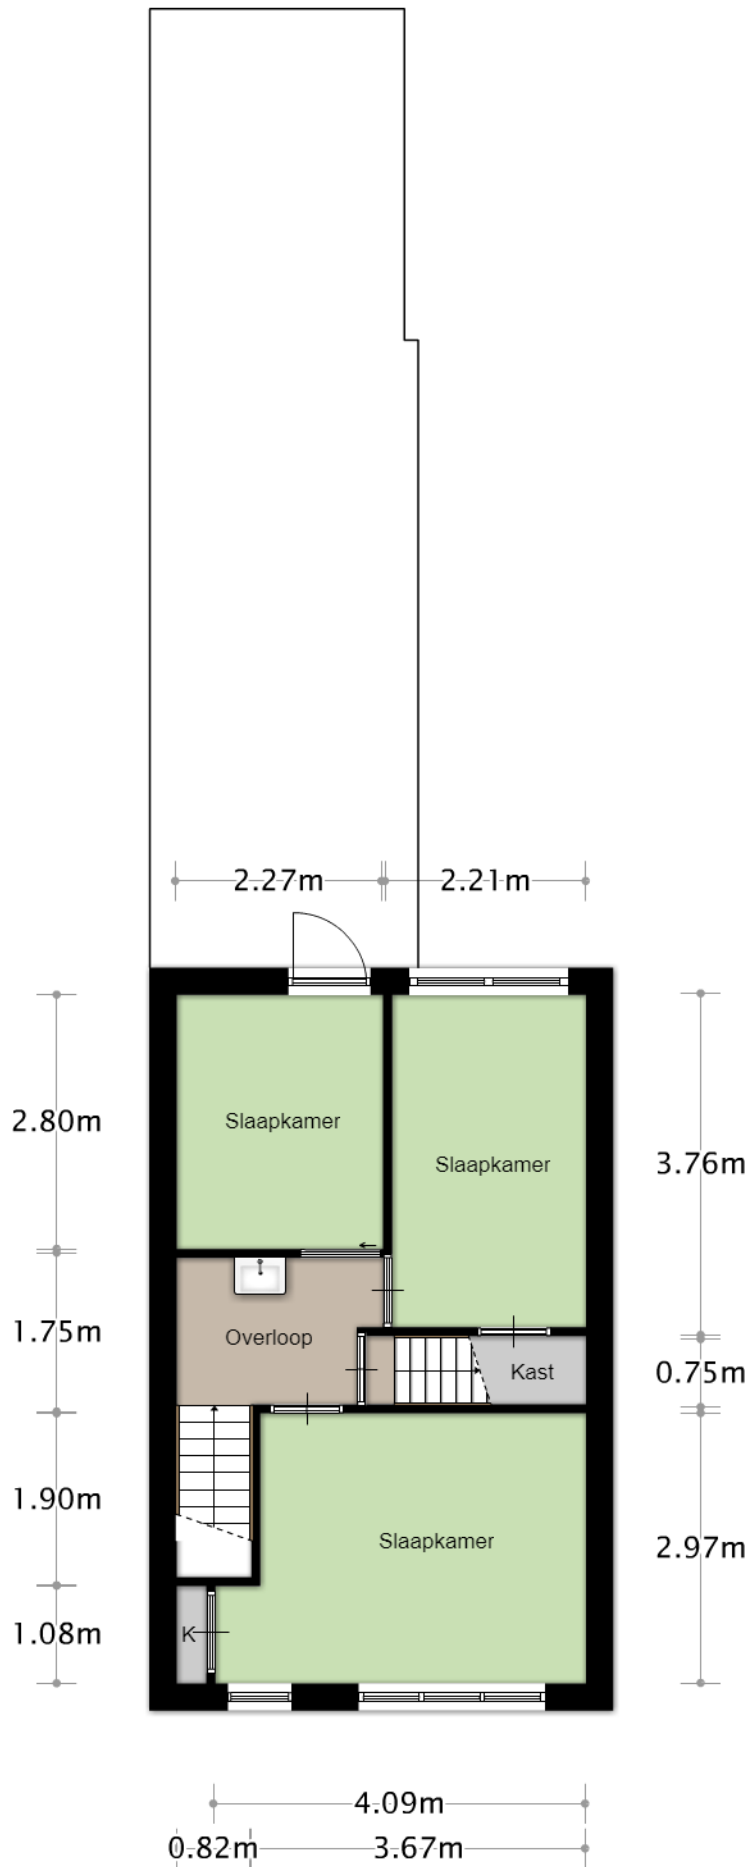 2.27m
2.21m
2.80m
Slaapkamer
Slaapkamer
3.76m
1.75m
Overloop
Kast
0.75m
1.90m
Slaapkamer
2.97m
1.08m
K
4.09m
0.82m
3.67m